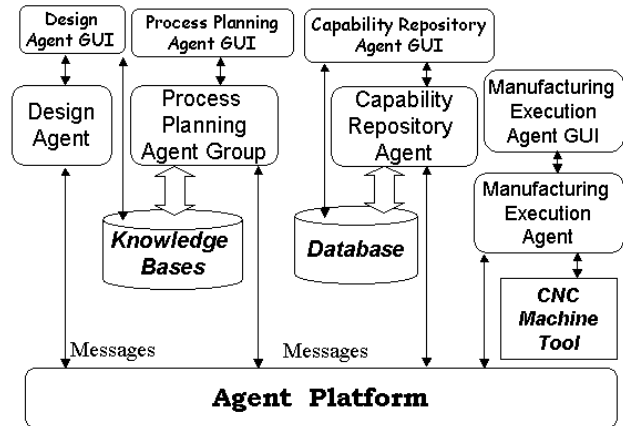 Design
Agent GUI
Process Planning
Agent GUI
Capability Repository
Agent GUI
Design
Agent
Process
Planning
Agent Group
Capability
Repository
Agent
Manufacturing
Execution
Agent GUI
Manufacturing
Execution
Agent
Knowledge
Bases
Database
CNC
Machine
Tool
Messages
Messages
Agent Platform